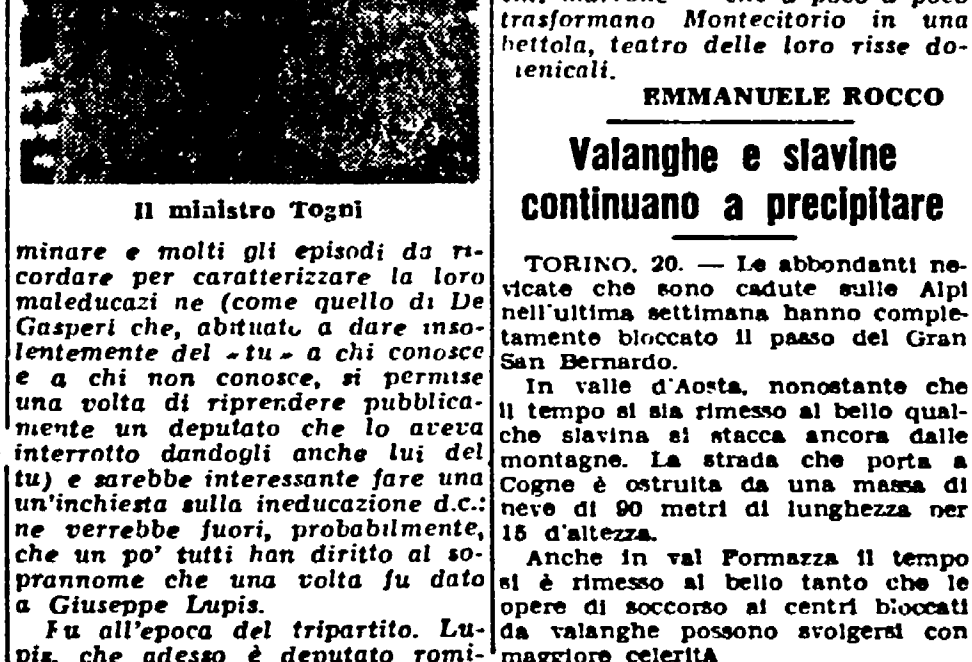 Il ministro Togni
minare e molti gli episodi da ri-
cordare per caratterizzare la loro
maleducazi ne (come quello di De
Gasperi che, abituato a dare inso-
lentemente del «tu» a chi conosce
e a chi non conosce, si permise
una volta di riprendere pubblica-
mente un deputato che lo aveva
interrotto dandogli anche lui del
tu) e sarebbe interessante fare una
un'inchiesta sulla ineducazione d.c.:
ne verrebbe fuori, probabilmente,
che un po' tutti han diritto al so-
prannome che una volta fu dato
a Giuseppe Lupis.
Fu all'epoca del tripartito. Lu-
pis, che adesso è deputato romi-
che a poco a poco
trasformano Montecitorio in una
bettola, teatro delle loro risse do-
menicali.
EMMANUELE ROCCO
Valanghe e slavine
continuano a precipitare
TORINO, 20. — Le abbondanti ne-
vicate che sono cadute sulle Alpi
nell'ultima settimana hanno comple-
tamente bloccato il passo del Gran
San Bernardo.
In valle d'Aosta, nonostante che
il tempo si sia rimesso al bello qual-
che slavina si stacca ancora dalle
montagne. La strada che porta a
Cogne è ostruita da una massa di
neve di 90 metri di lunghezza per
15 d'altezza.
Anche in val Formazza il tempo
si è rimesso al bello tanto che le
opere di soccorso ai centri bloccati
da valanghe possono svolgersi con
maggiore celerità